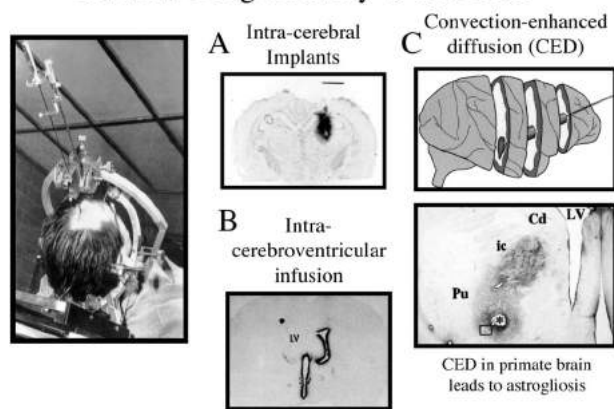 A
Intra-cerebral
Implants
B
Intra-
cerebroventricular
infusion
LV
C
Convection-enhanced
diffusion (CED)
Cd
LV
ic
Pu
*
CED in primate brain
leads to astrogliosis